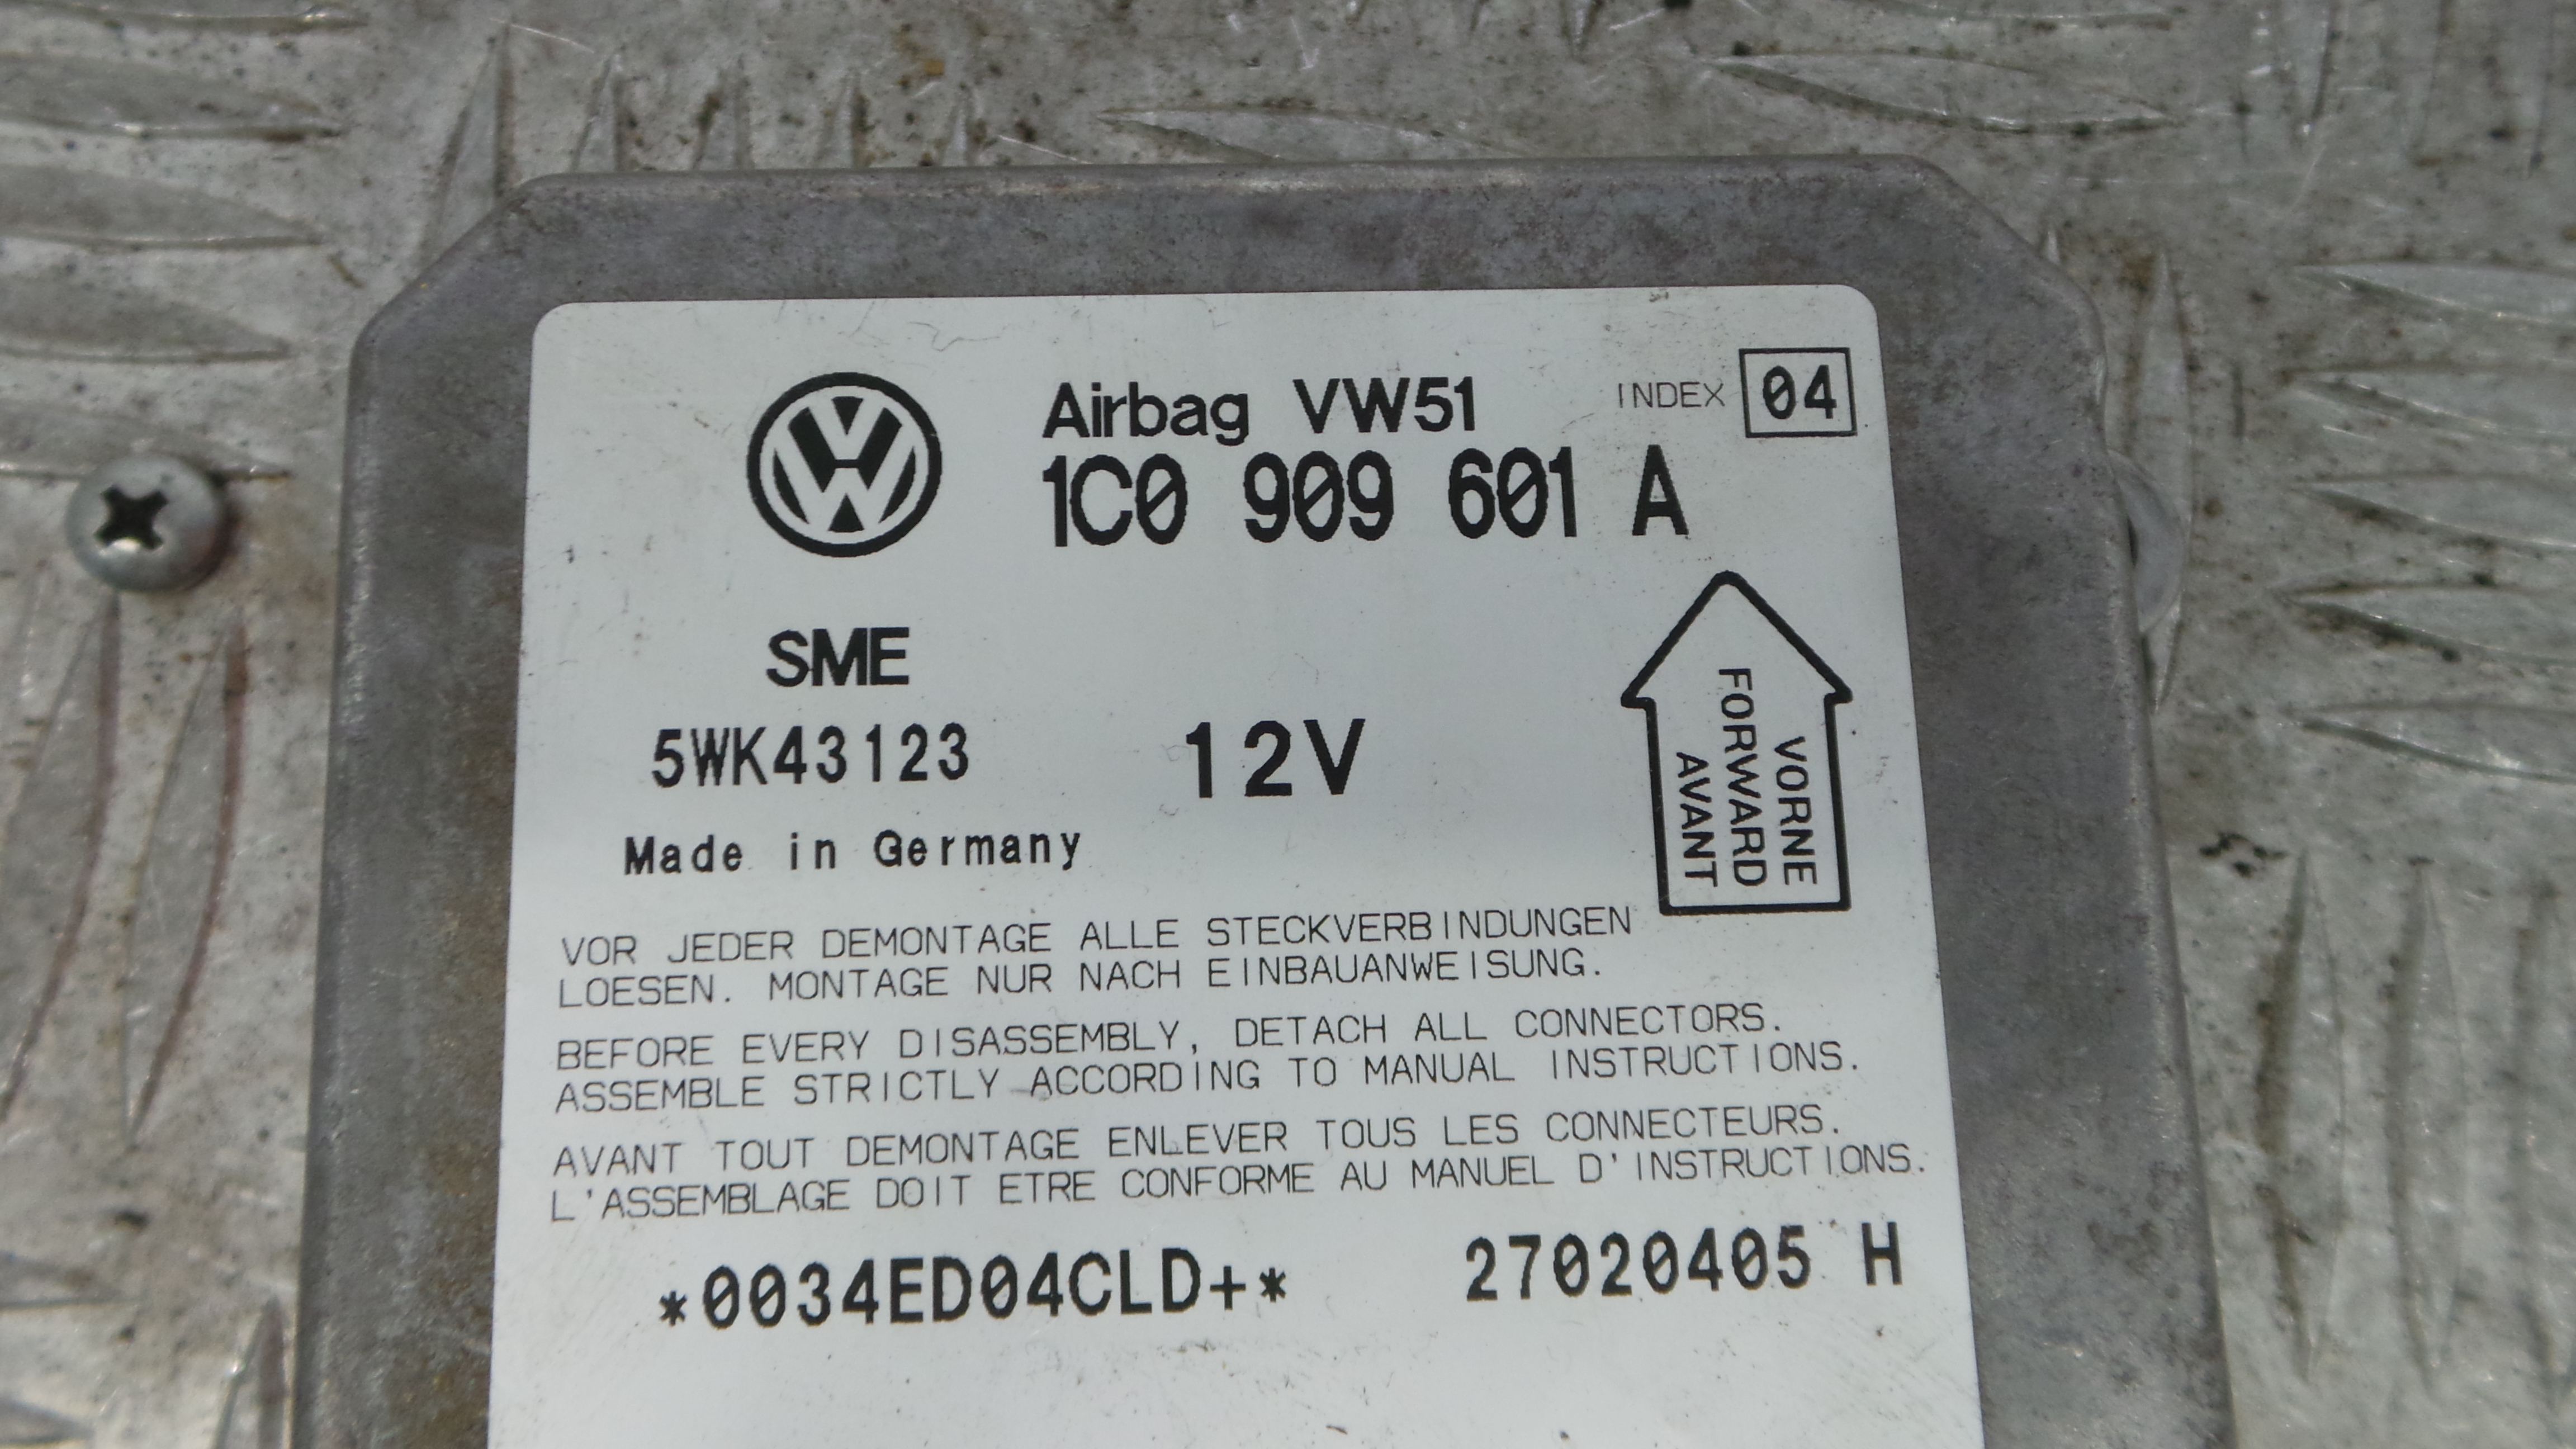 Airbag VW51 INDEX 04
1C0 909 601 A
SME
5WK43123 12V
VORNE
FORWARD
AVANT
Made in Germany
VOR JEDER DEMONTAGE ALLE STECKVERBINDUNGEN
LOESEN. MONTAGE NUR NACH EINBAUANWEISUNG.
BEFORE EVERY DISASSEMBLY, DETACH ALL CONNECTORS.
ASSEMBLE STRICTLY ACCORDING TO MANUAL INSTRUCTIONS.
AVANT TOUT DEMONTAGE ENLEVER TOUS LES CONNECTEURS.
L'ASSEMBLAGE DOIT ETRE CONFORME AU MANUEL D'INSTRUCTIONS.
*0034ED04CLD+* 27020405 H